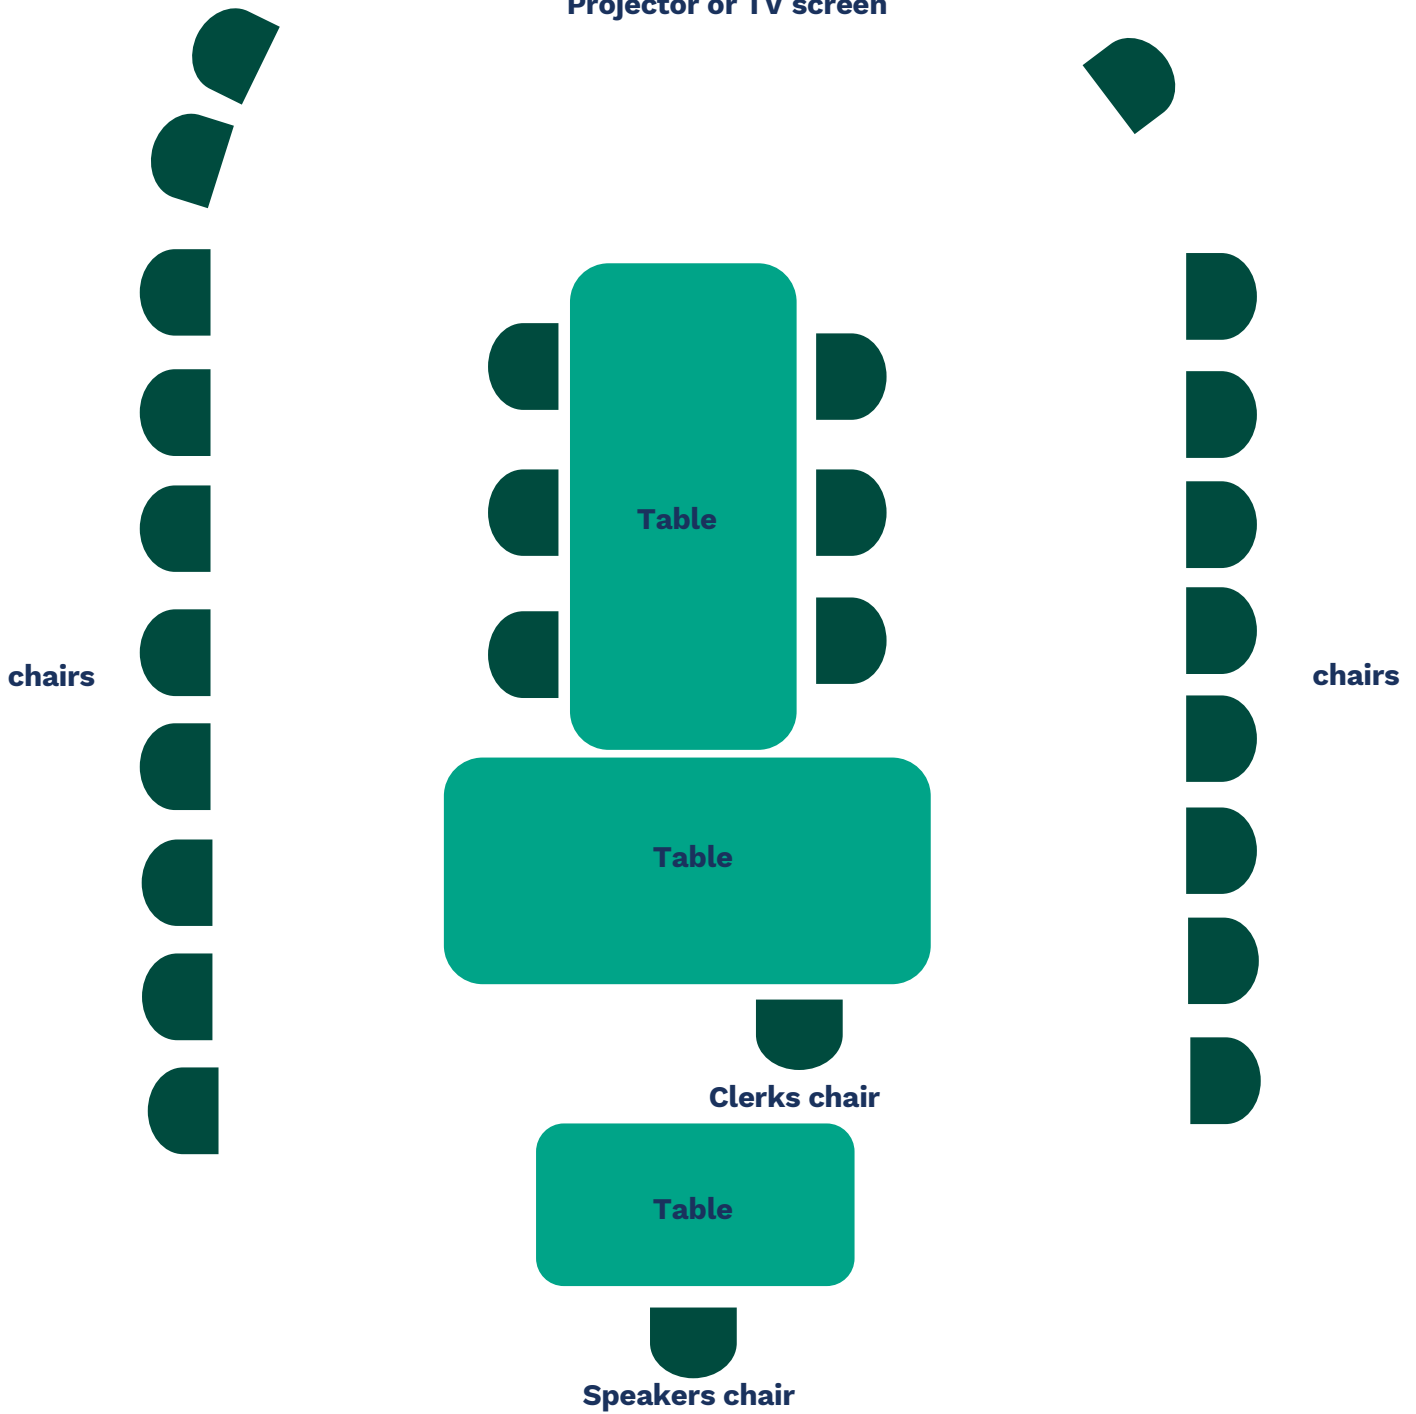 Projector or TV screen
Table
chairs
chairs
Table
Clerks chair
Table
Speakers chair